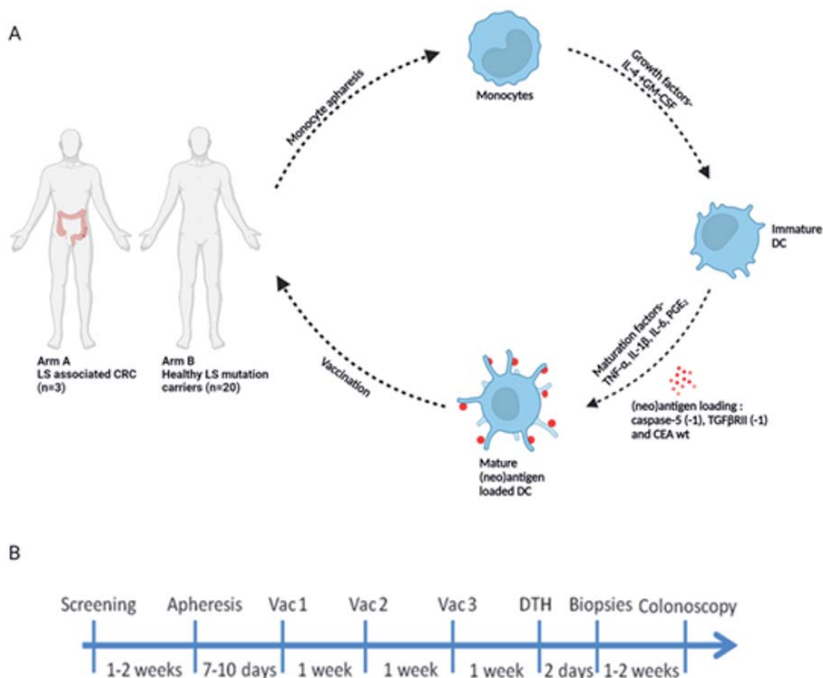 A
Monocyte apharesis
Monocytes
Growth factors-
IL-4 +GM-CSF
Immature
DC
Maturation factors-
TNF-α, IL-1β, IL-6, PGE₂
(neo)antigen loading :
caspase-5 (-1), TGFβRII (-1)
and CEA wt
Mature
(neo)antigen
loaded DC
Vaccination
Arm A
LS associated CRC
(n=3)
Arm B
Healthy LS mutation
carriers (n=20)
B
Screening Apheresis Vac 1 Vac 2 Vac 3 DTH Biopsies Colonoscopy
1-2 weeks 7-10 days 1 week 1 week 1 week 2 days 1-2 weeks